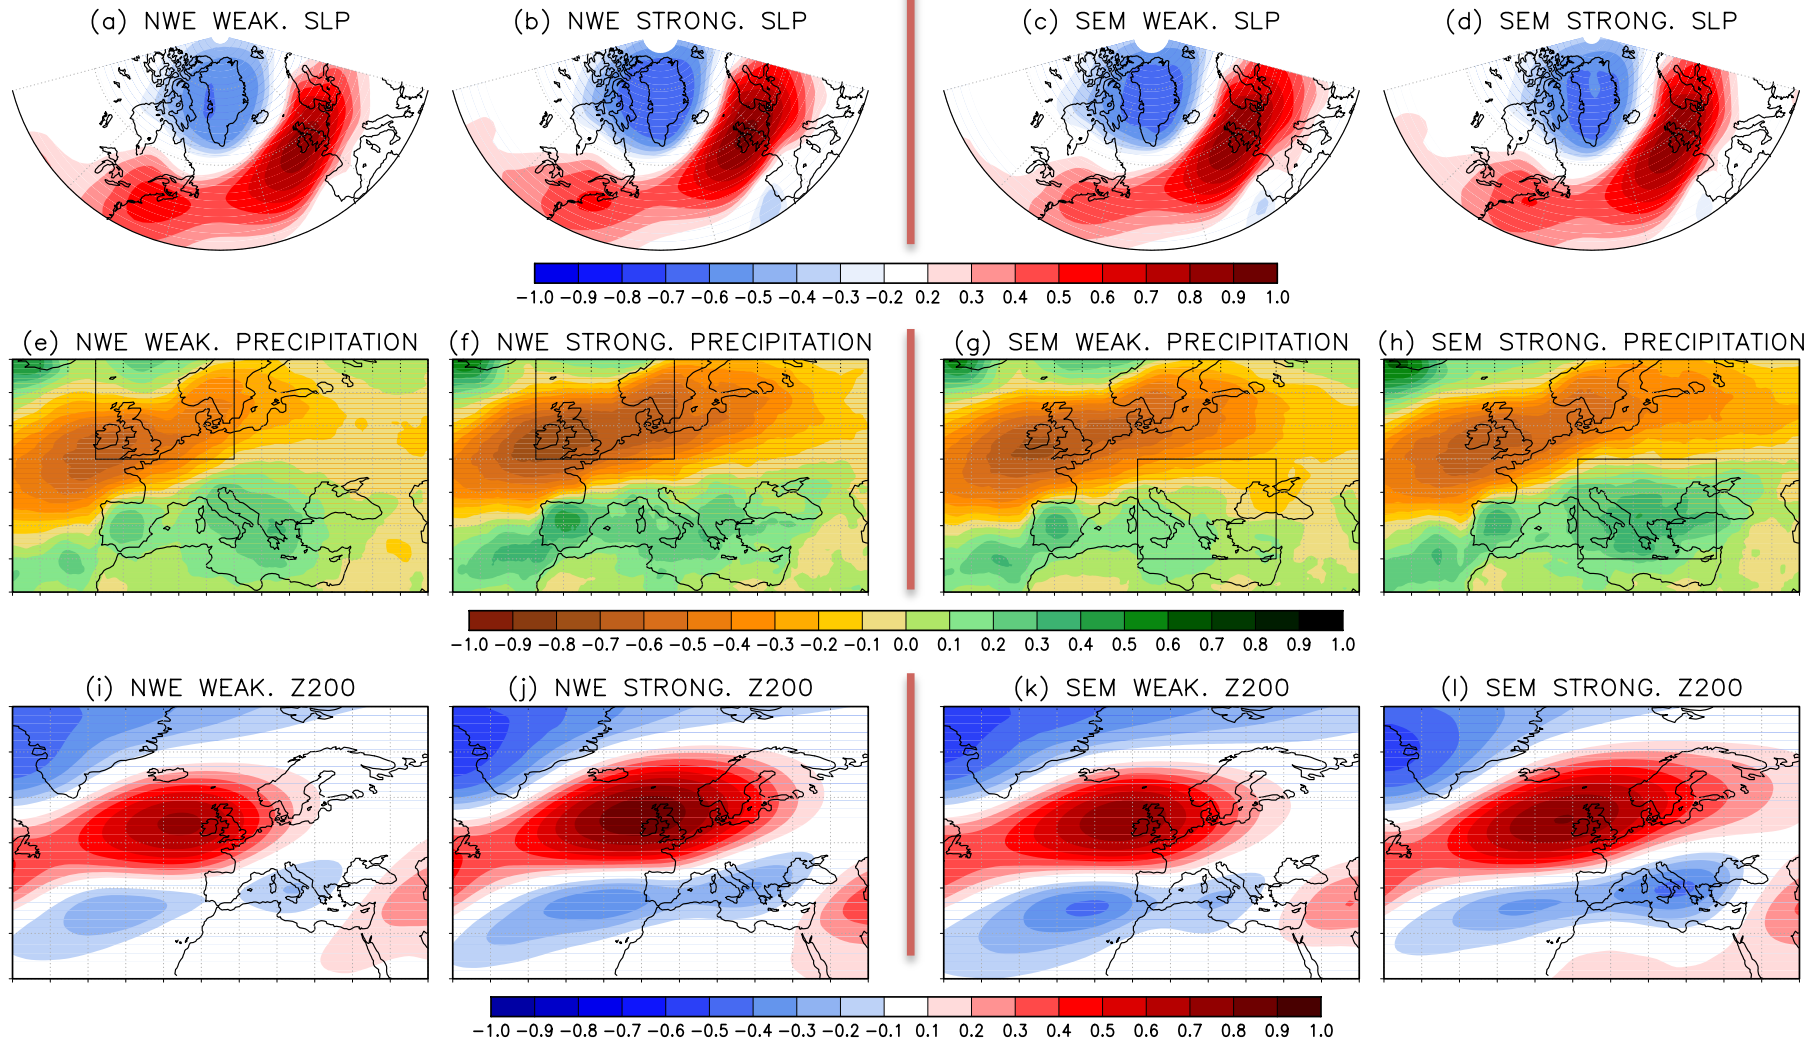 (a) NWE WEAK. SLP
(b) NWE STRONG. SLP
(c) SEM WEAK. SLP
(d) SEM STRONG. SLP
-1.0 -0.9 -0.8 -0.7 -0.6 -0.5 -0.4 -0.3 -0.2 0.2 0.3 0.4 0.5 0.6 0.7 0.8 0.9 1.0
(e) NWE WEAK. PRECIPITATION
(f) NWE STRONG. PRECIPITATION
(g) SEM WEAK. PRECIPITATION
(h) SEM STRONG. PRECIPITATION
-1.0 -0.9 -0.8 -0.7 -0.6 -0.5 -0.4 -0.3 -0.2 -0.1 0.0 0.1 0.2 0.3 0.4 0.5 0.6 0.7 0.8 0.9 1.0
(i) NWE WEAK. Z200
(j) NWE STRONG. Z200
(k) SEM WEAK. Z200
(l) SEM STRONG. Z200
-1.0 -0.9 -0.8 -0.7 -0.6 -0.5 -0.4 -0.3 -0.2 -0.1 0.1 0.2 0.3 0.4 0.5 0.6 0.7 0.8 0.9 1.0